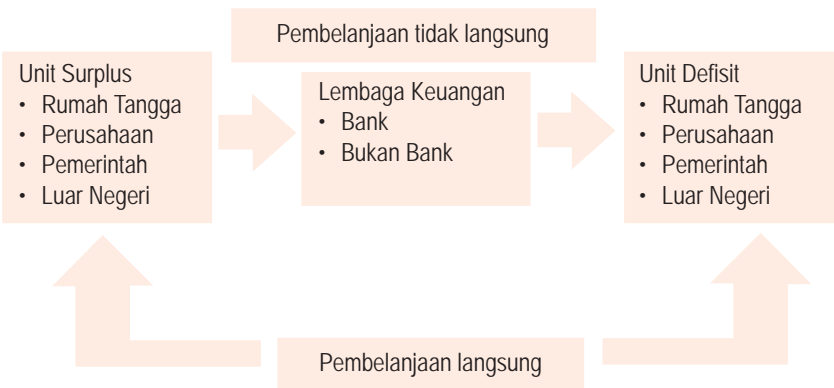 Pembelanjaan tidak langsung
Unit Surplus
• Rumah Tangga
• Perusahaan
• Pemerintah
• Luar Negeri
Lembaga Keuangan
• Bank
• Bukan Bank
Unit Defisit
• Rumah Tangga
• Perusahaan
• Pemerintah
• Luar Negeri
Pembelanjaan langsung